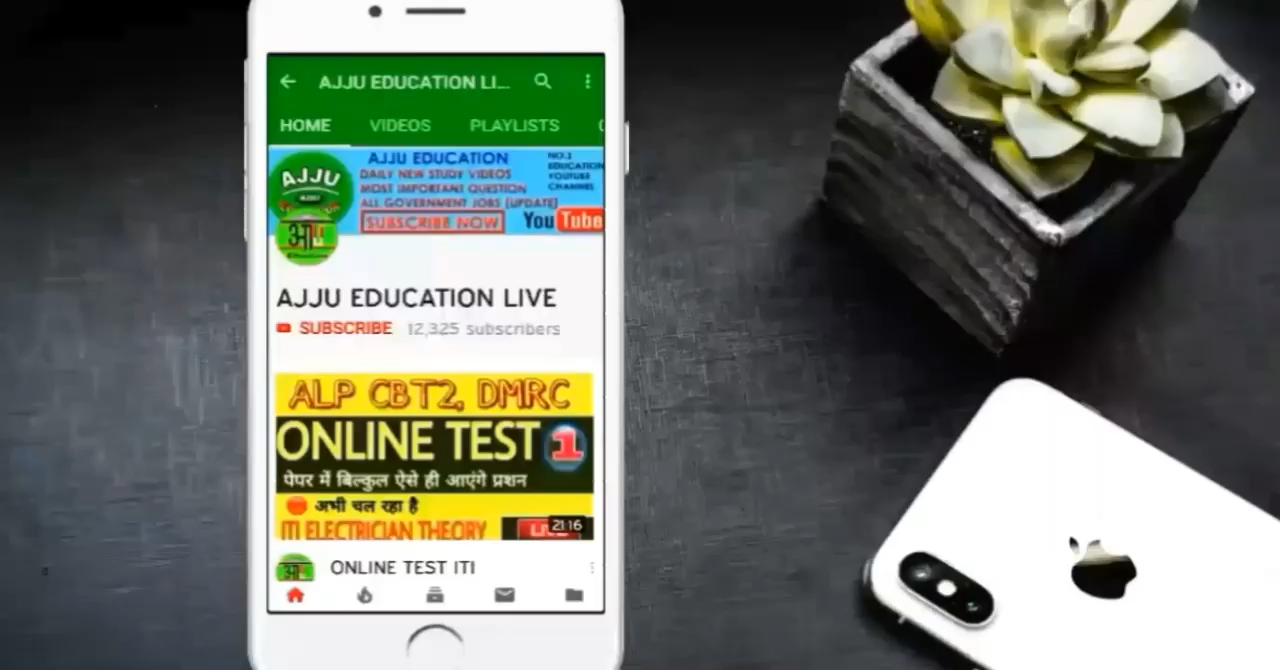 AJJU EDUCATION LI...
HOME VIDEOS PLAYLISTS
AJJU
AJJU EDUCATION
DAILY NEW STUDY VIDEOS
MOST IMPORTANT QUESTION
ALL GOVERNMENT JOBS (UPDATE)
SUBSCRIBE NOW
NO.1
EDUCATION
YOUTUBE
CHANNEL
YouTube
AJJU EDUCATION LIVE
SUBSCRIBE 12,325 subscribers
ALP CBT2, DMRC
ONLINE TEST 1
पेपर में बिल्कुल ऐसे ही आएंगे प्रशन
अभी चल रहा है
ITI ELECTRICIAN THEORY LIVE
21:16
ONLINE TEST ITI